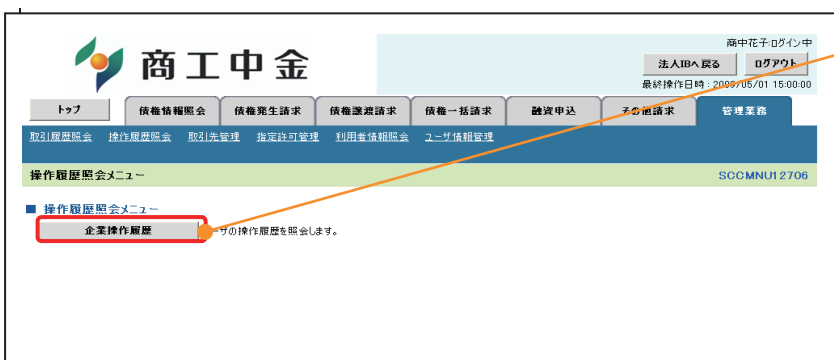 商工中金
商中花子:ログイン中
法人IBへ戻る ログアウト
最終操作日時:2009/05/01 15:00:00
トップ 債権情報照会 債権発生請求 債権譲渡請求 債権一括請求 融資申込 その他請求 管理業務
取引履歴照会 操作履歴照会 取引先管理 指定許可管理 利用者情報照会 ユーザ情報管理
操作履歴照会メニュー SCCMNU12706
■ 操作履歴照会メニュー
企業操作履歴 ーザの操作履歴を照会します。